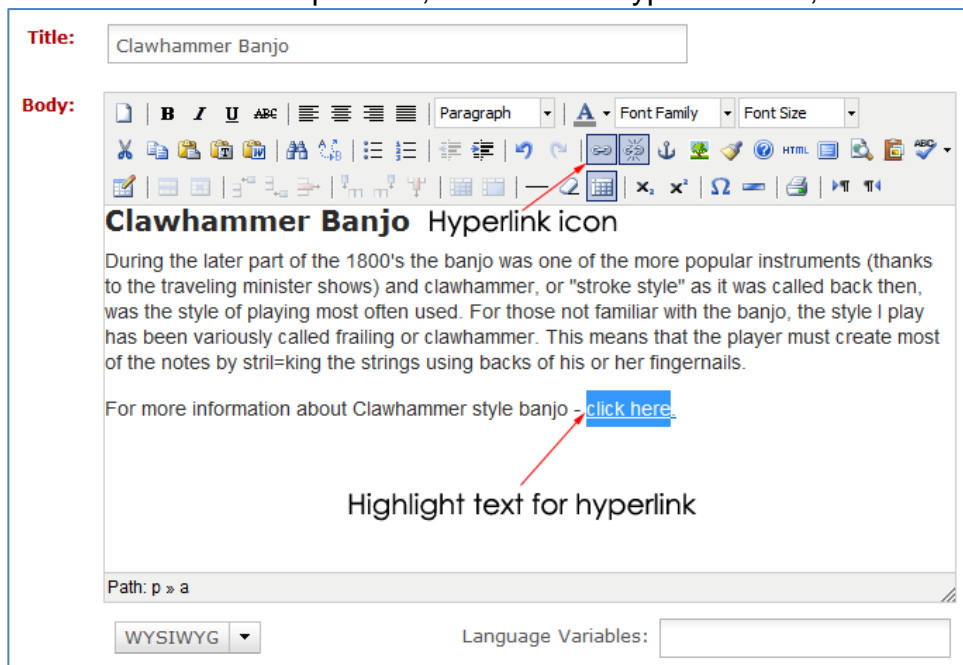 Title: Clawhammer Banjo
Body:
B I U ABC Paragraph A Font Family Font Size
HTML ABC
x₂ x² Ω ¶ ¶
Clawhammer Banjo Hyperlink icon
During the later part of the 1800's the banjo was one of the more popular instruments (thanks
to the traveling minister shows) and clawhammer, or "stroke style" as it was called back then,
was the style of playing most often used. For those not familiar with the banjo, the style I play
has been variously called frailing or clawhammer. This means that the player must create most
of the notes by stril=king the strings using backs of his or her fingernails.
For more information about Clawhammer style banjo - click here.
Highlight text for hyperlink
Path: p » a
WYSIWYG Language Variables: